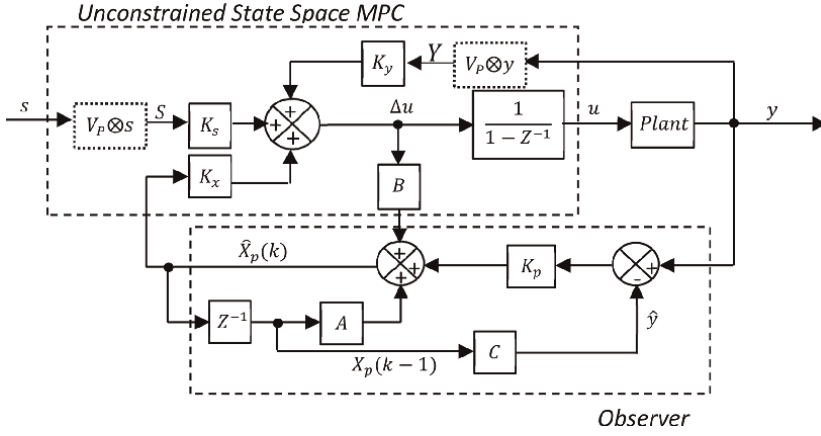 Unconstrained State Space MPC
s
V_P⊗s
S
K_s
K_y
Y
V_P⊗y
+
+
+
Δu
1
1 − Z⁻¹
u
Plant
y
K_x
B
X̂_p(k)
+
+
+
K_p
-
+
Z⁻¹
A
ŷ
X_p(k − 1)
C
Observer